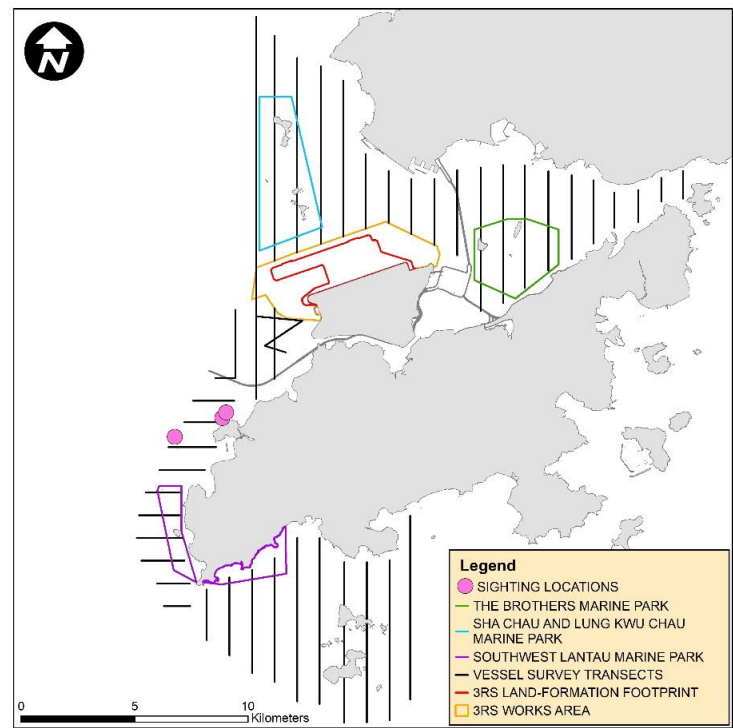 N
0 5 10
Kilometers
Legend
SIGHTING LOCATIONS
THE BROTHERS MARINE PARK
SHA CHAU AND LUNG KWU CHAU
MARINE PARK
SOUTHWEST LANTAU MARINE PARK
VESSEL SURVEY TRANSECTS
3RS LAND-FORMATION FOOTPRINT
3RS WORKS AREA